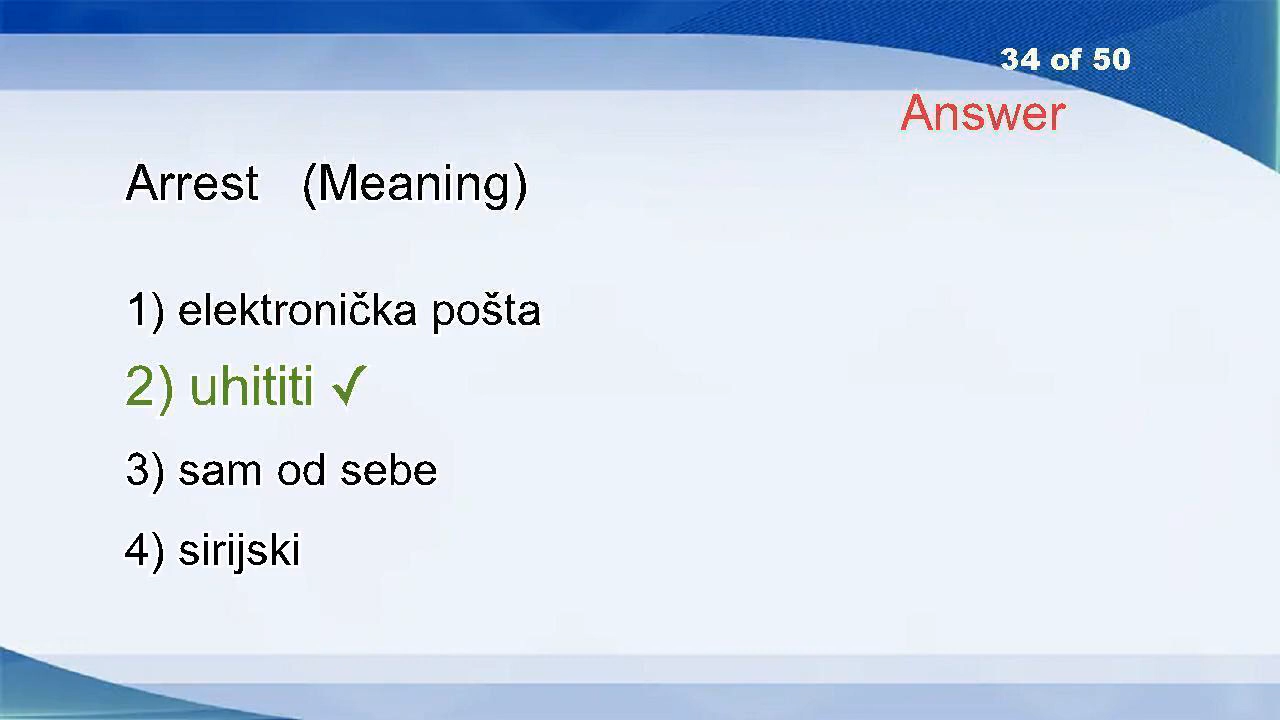 34 of 50
Answer
Arrest (Meaning)
1) elektronička pošta
2) uhititi ✓
3) sam od sebe
4) sirijski